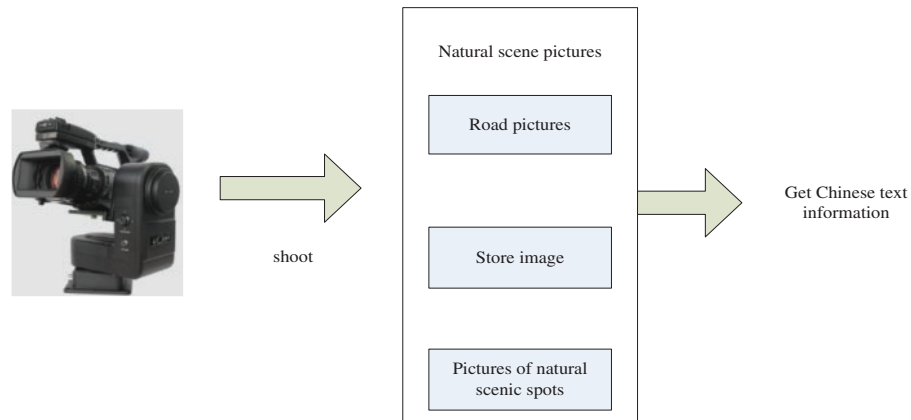 Natural scene pictures
Road pictures
shoot
Store image
Pictures of natural
scenic spots
Get Chinese text
information